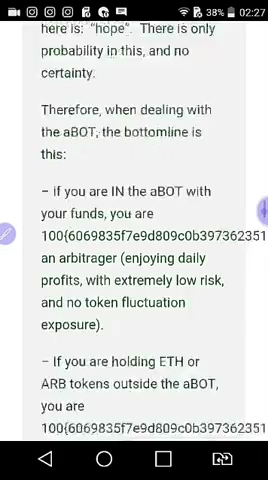 38% 02:27
here is: "hope". There is only
probability in this, and no
certainty.
Therefore, when dealing with
the aBOT, the bottomline is
this:
– if you are IN the aBOT with
your funds, you are
100{6069835f7e9d809c0b397362351
an arbitrager (enjoying daily
profits, with extremely low risk,
and no token fluctuation
exposure).
– If you are holding ETH or
ARB tokens outside the aBOT,
you are
100{6069835f7e9d809c0b397362351